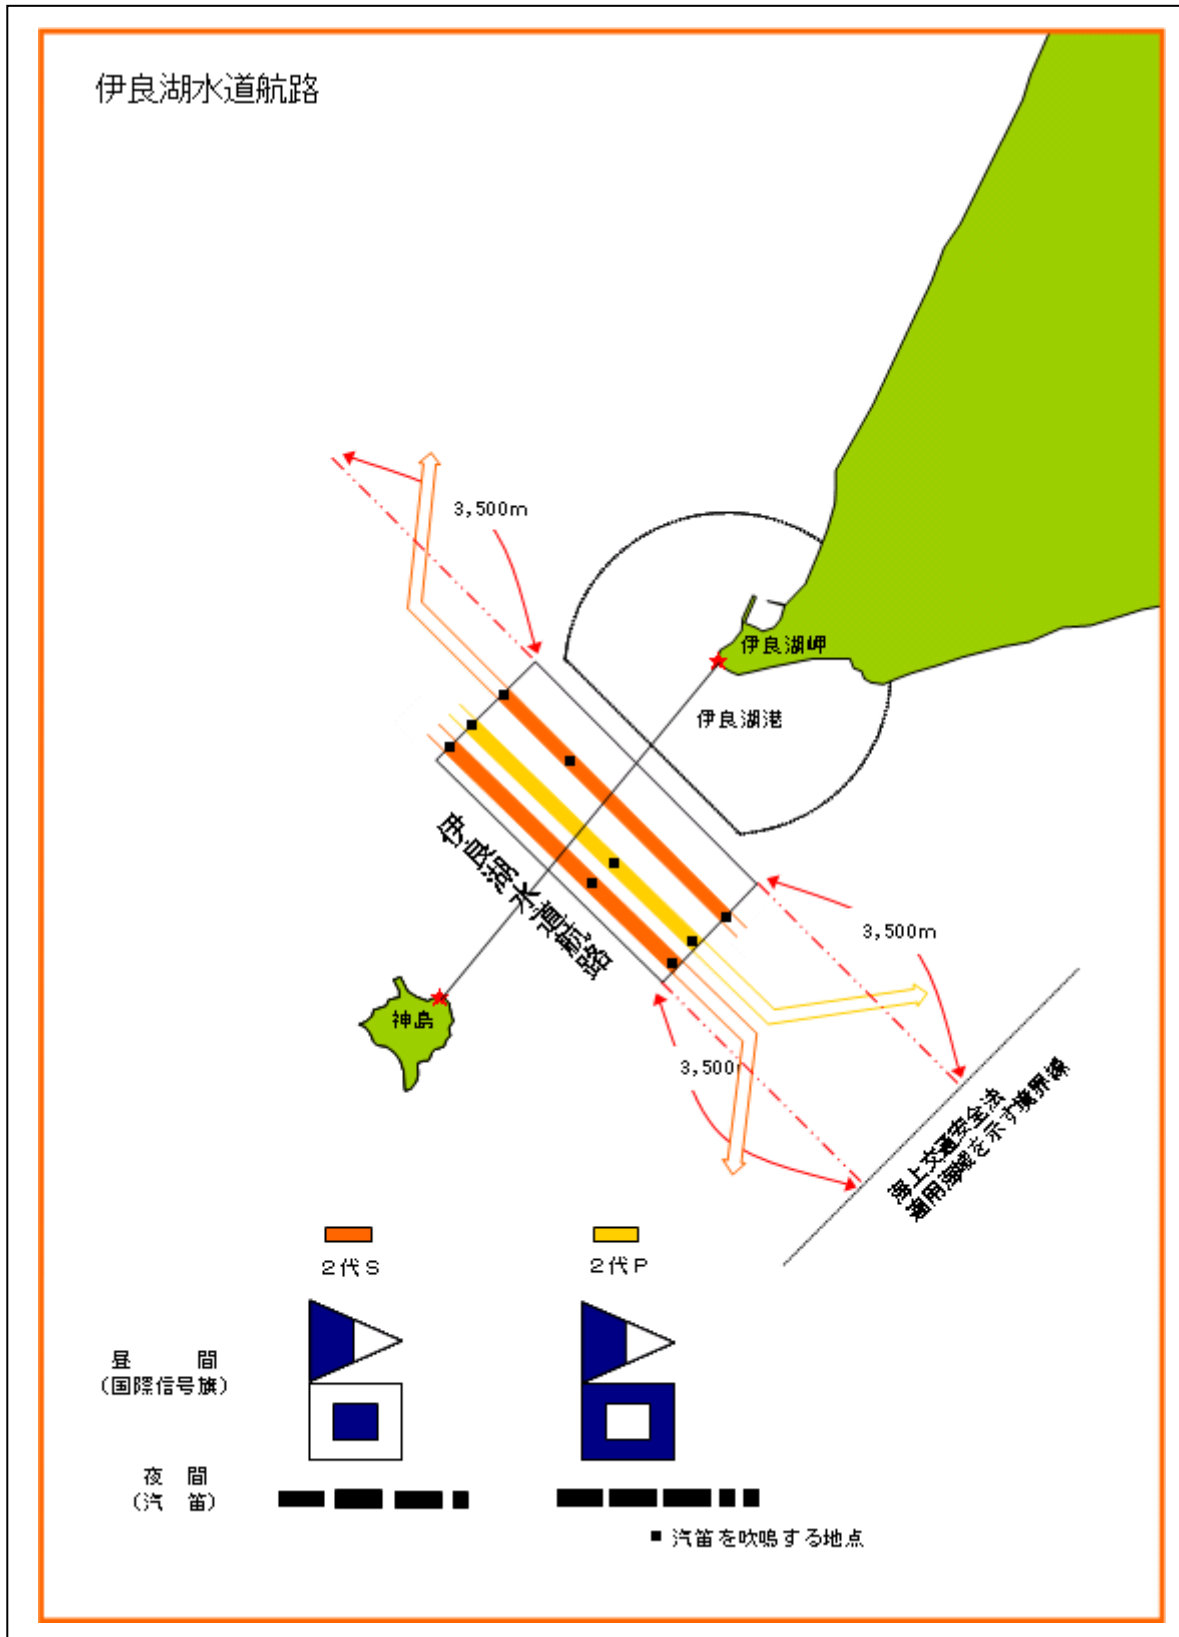 伊良湖水道航路
3,500m
伊良湖岬
伊良湖港
伊良湖水道航路
3,500m
神島
3,500m
海上交通安全法
適用海域を示す境界線
2代S
2代P
昼　　間
(国際信号旗)
夜　間
(汽　笛)
■ 汽笛を吹鳴する地点